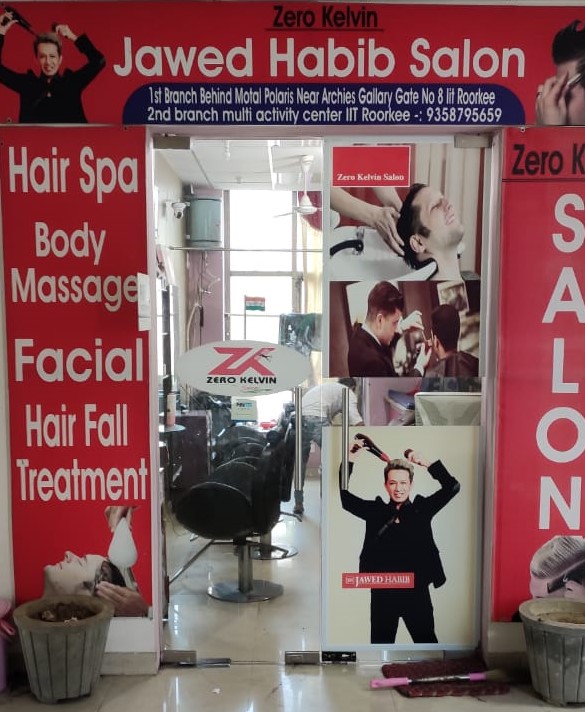 Zero Kelvin
Jawed Habib Salon
1st Branch Behind Motal Polaris Near Archies Gallary Gate No 8 Iit Roorkee
2nd branch multi activity center IIT Roorkee -: 9358795659
Hair Spa
Body
Massage
Facial
Hair Fall
Treatment
Zero Kelvin Salon
ZK
ZERO KELVIN
JAWED HABIB
Zero K
SALON